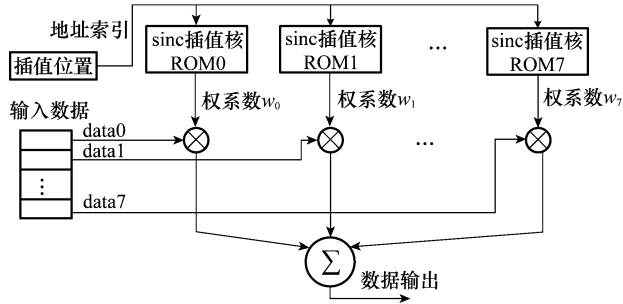 地址索引
插值位置
sinc插值核
ROM0
sinc插值核
ROM1
...
sinc插值核
ROM7
权系数w₀
权系数w₁
权系数w₇
输入数据
data0
data1
...
data7
...
Σ
数据输出